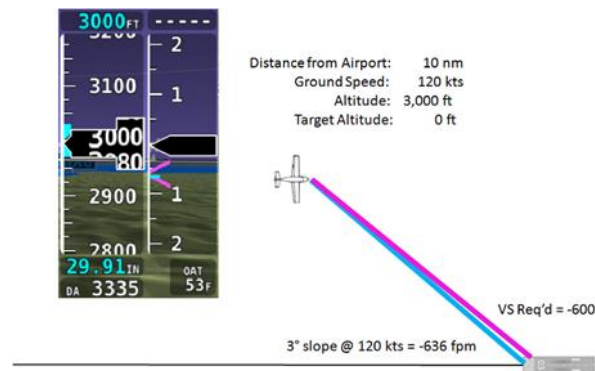 3000FT -----
3200
2
3100
1
3000
80
2900
1
2800
2
29.91IN
OAT
DA 3335
53F
Distance from Airport: 10 nm
Ground Speed: 120 kts
Altitude: 3,000 ft
Target Altitude: 0 ft
VS Req'd = -600
3° slope @ 120 kts = -636 fpm